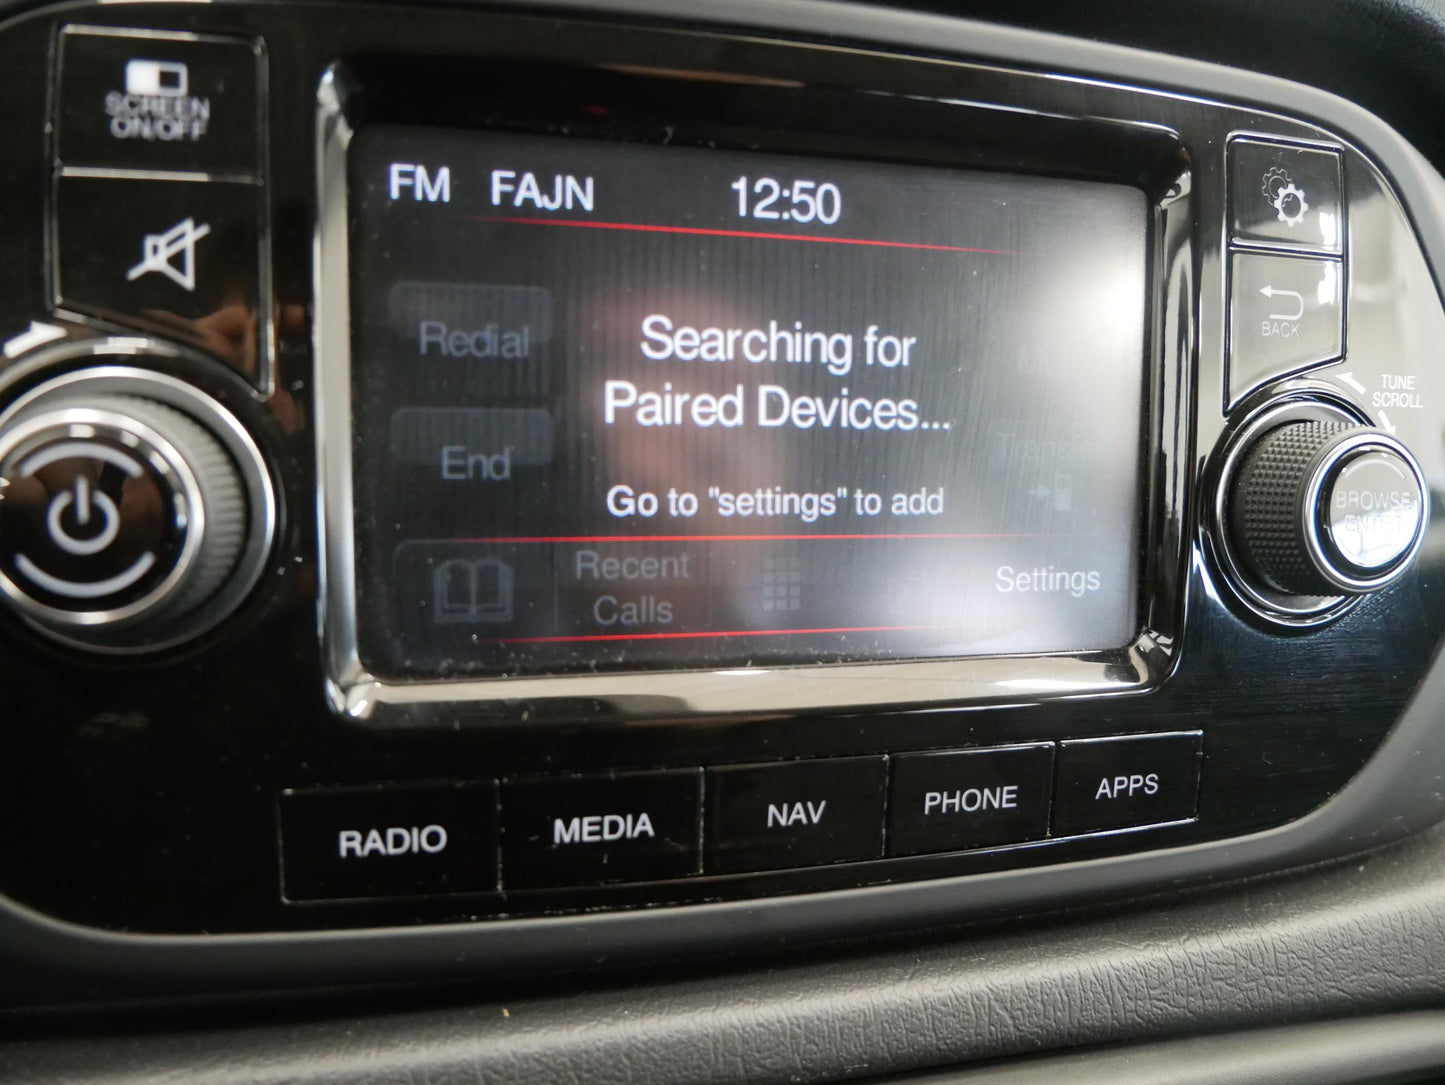 SCREEN
ON/OFF
FM FAJN 12:50
Redial
Searching for
Paired Devices...
End
Go to "settings" to add
Recent
Calls
Settings
BACK
TUNE
SCROLL
BROWSE
ENTER
RADIO
MEDIA
NAV
PHONE
APPS